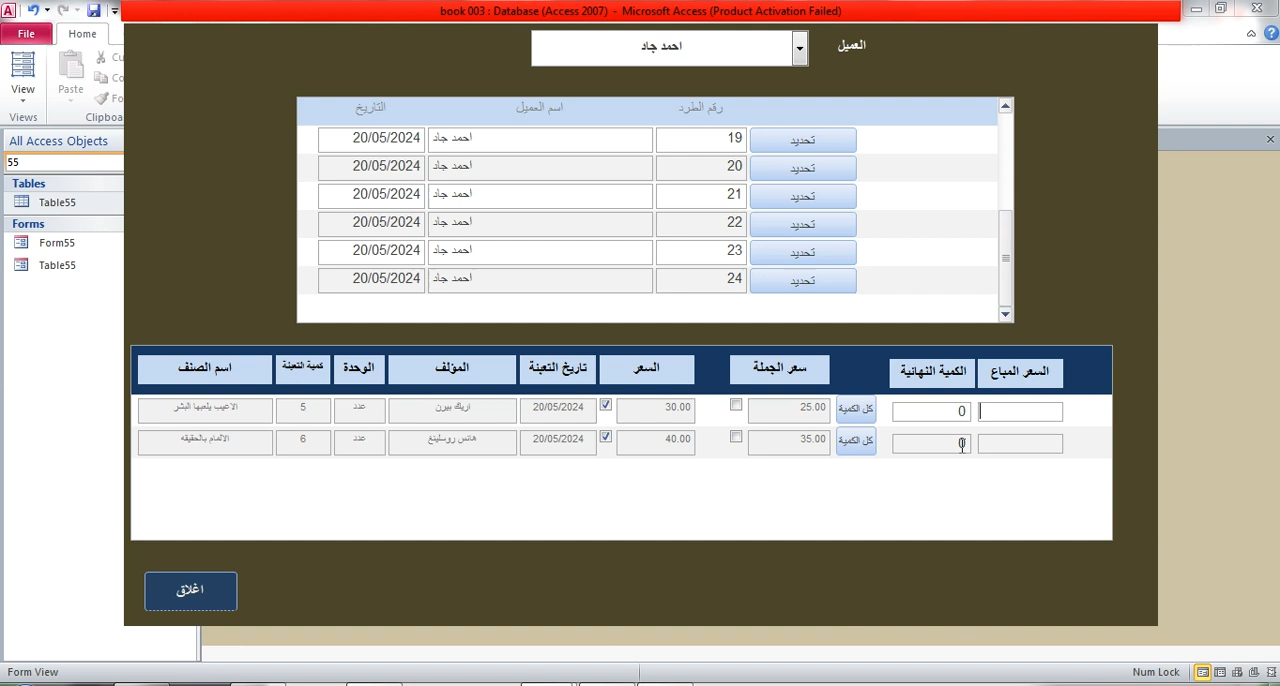 book 003 : Database (Access 2007) - Microsoft Access (Product Activation Failed)
File
Home
View
Paste
Cu
Co
Fo
Views
Clipboa
All Access Objects
55
Tables
Table55
Forms
Form55
Table55
العميل
احمد جاد
رقم الطرد
اسم العميل
التاريخ
تحديد 19 احمد جاد 20/05/2024
تحديد 20 احمد جاد 20/05/2024
تحديد 21 احمد جاد 20/05/2024
تحديد 22 احمد جاد 20/05/2024
تحديد 23 احمد جاد 20/05/2024
تحديد 24 احمد جاد 20/05/2024
اسم الصنف
كمية التعبئة
الوحدة
المؤلف
تاريخ التعبئة
السعر
سعر الجملة
الكمية النهائية
السعر المباع
الاعيب يلعبها البشر 5 عدد اريك بيرن 20/05/2024 30.00 25.00 كل الكمية 0
الالمام بالحقيقه 6 عدد هانس روسلينغ 20/05/2024 40.00 35.00 كل الكمية 0
اغلاق
Form View
Num Lock